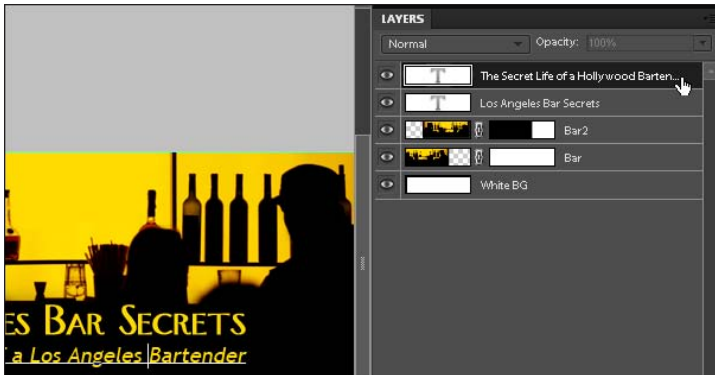 LAYERS
Normal Opacity: 100%
T The Secret Life of a Hollywood Barten...
T Los Angeles Bar Secrets
Bar2
Bar
White BG
ES BAR SECRETS
a Los Angeles Bartender